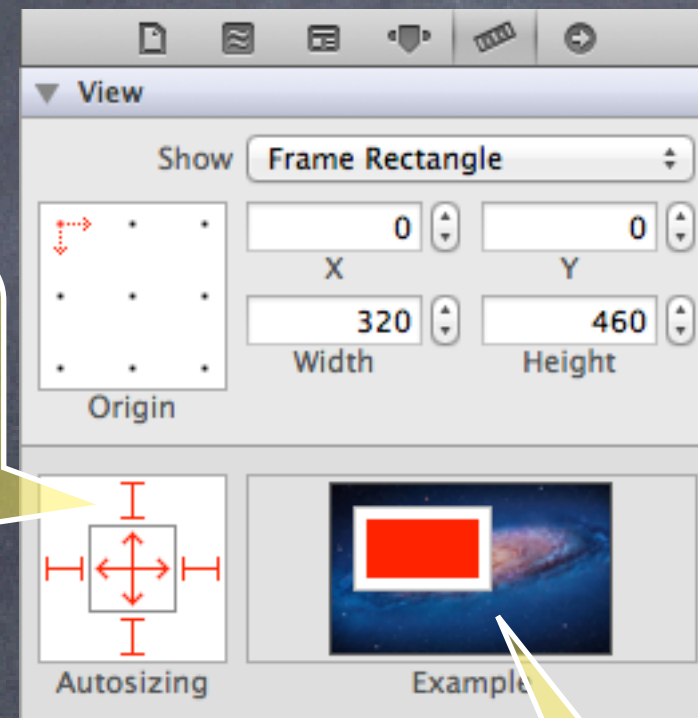 View
Show Frame Rectangle
0 0
X Y
320 460
Width Height
Origin
Autosizing Example